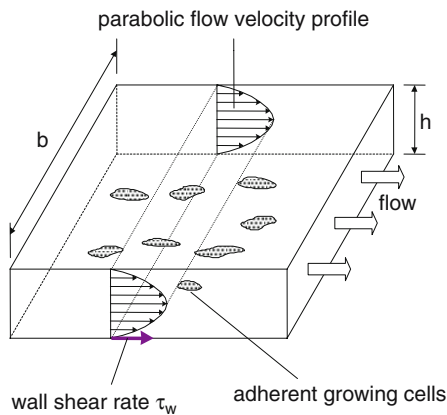 parabolic flow velocity profile
b
h
flow
wall shear rate τw
adherent growing cells